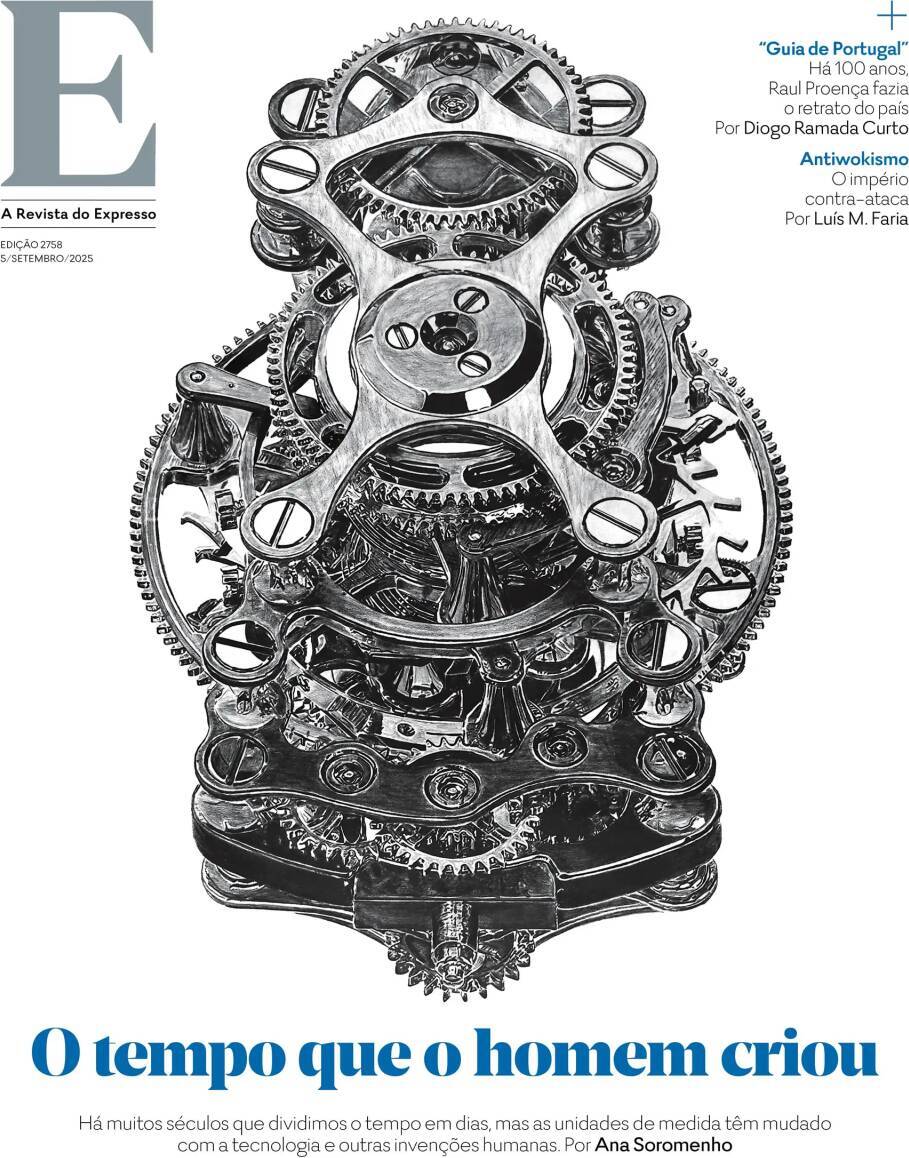 E
A Revista do Expresso
EDIÇÃO 2758
5/SETEMBRO/2025
+
“Guia de Portugal”
Há 100 anos,
Raul Proença fazia
o retrato do país
Por Diogo Ramada Curto
Antiwokismo
O império
contra-ataca
Por Luís M. Faria
O tempo que o homem criou
Há muitos séculos que dividimos o tempo em dias, mas as unidades de medida têm mudado
com a tecnologia e outras invenções humanas. Por Ana Soromenho